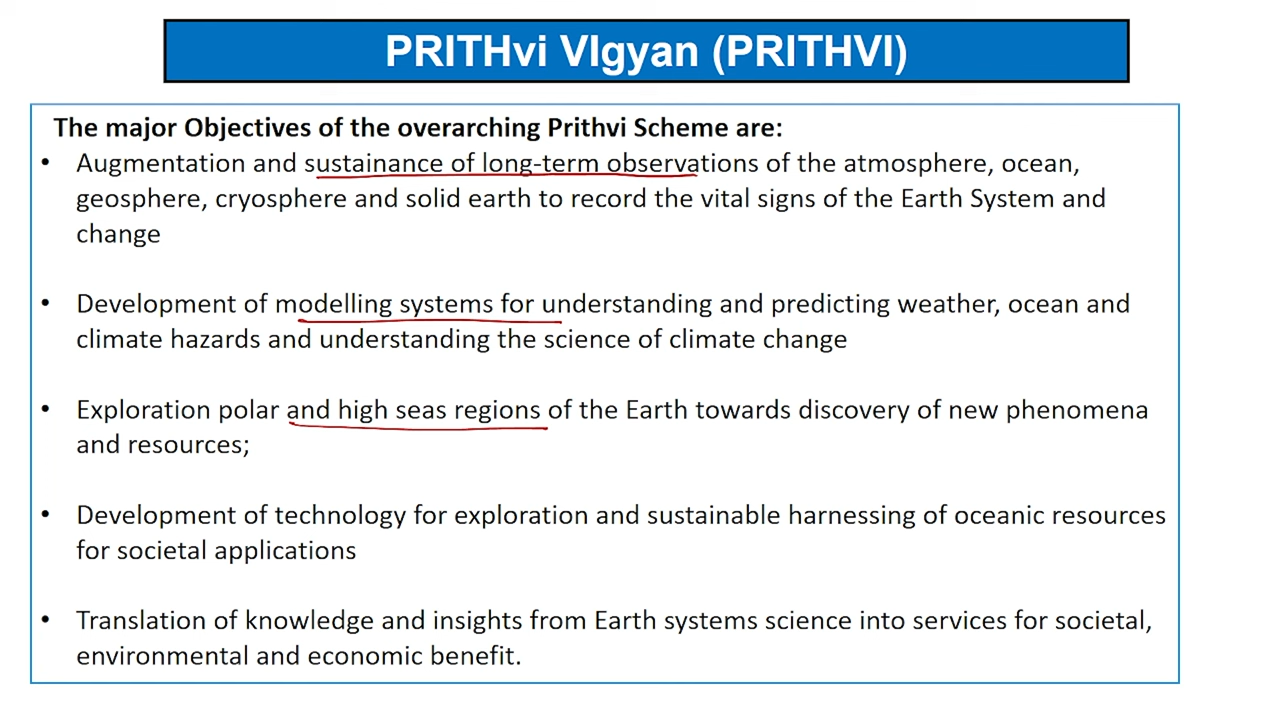 PRITHvi VIgyan (PRITHVI)
The major Objectives of the overarching Prithvi Scheme are:
• Augmentation and sustainance of long-term observations of the atmosphere, ocean,
geosphere, cryosphere and solid earth to record the vital signs of the Earth System and
change
• Development of modelling systems for understanding and predicting weather, ocean and
climate hazards and understanding the science of climate change
• Exploration polar and high seas regions of the Earth towards discovery of new phenomena
and resources;
• Development of technology for exploration and sustainable harnessing of oceanic resources
for societal applications
• Translation of knowledge and insights from Earth systems science into services for societal,
environmental and economic benefit.